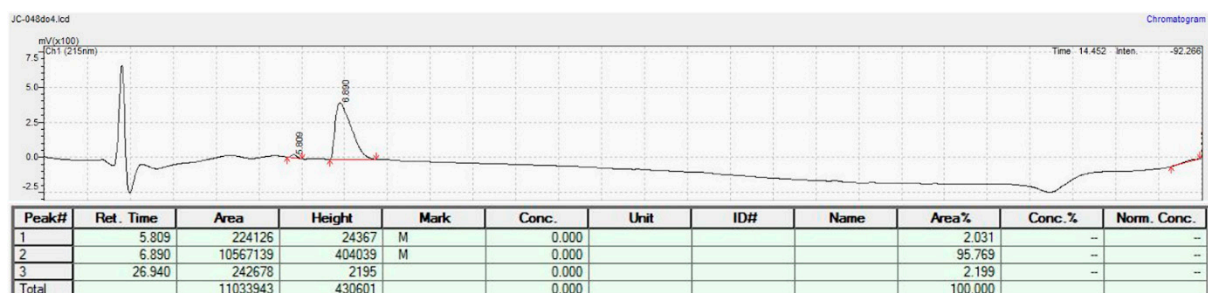 JC-048do4.lcd Chromatogram
mV(x100)
Ch1 (215nm) Time 14.452 Inten. -92.266
7.5
5.0
2.5
0.0
-2.5
5.809
6.890
Peak# Ret. Time Area Height Mark Conc. Unit ID# Name Area% Conc.% Norm. Conc.
1 5.809 224126 24367 M 0.000 2.031 -- --
2 6.890 10567139 404039 M 0.000 95.769 -- --
3 26.940 242678 2195 0.000 2.199 -- --
Total 11033943 430601 0.000 100.000